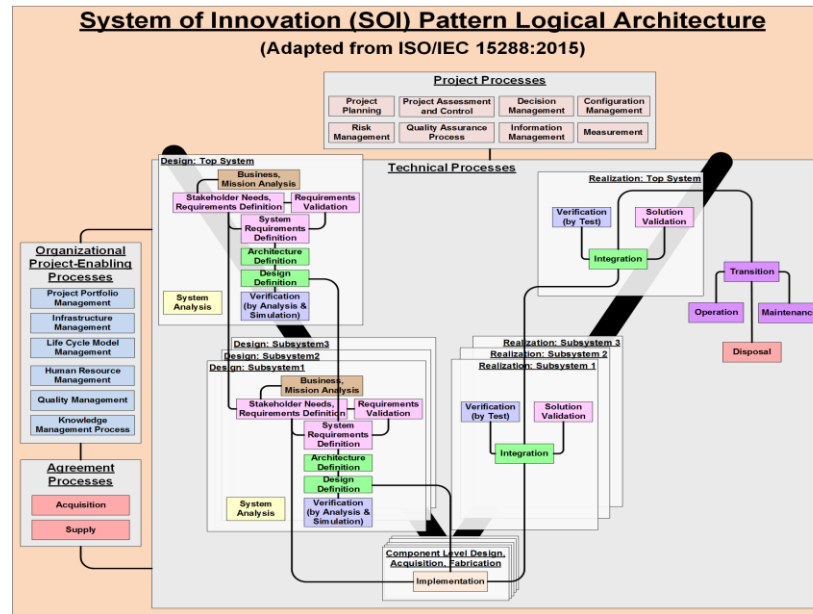 System of Innovation (SOI) Pattern Logical Architecture
(Adapted from ISO/IEC 15288:2015)
Project Processes
Project
Planning
Project Assessment
and Control
Decision
Management
Configuration
Management
Risk
Management
Quality Assurance
Process
Information
Management
Measurement
Technical Processes
Design: Top System
Business,
Mission Analysis
Stakeholder Needs,
Requirements Definition
Requirements
Validation
System
Requirements
Definition
Architecture
Definition
Design
Definition
System
Analysis
Verification
(by Analysis &
Simulation)
Realization: Top System
Verification
(by Test)
Solution
Validation
Integration
Transition
Operation
Maintenance
Disposal
Organizational
Project-Enabling
Processes
Project Portfolio
Management
Infrastructure
Management
Life Cycle Model
Management
Human Resource
Management
Quality Management
Knowledge
Management Process
Agreement
Processes
Acquisition
Supply
Design: Subsystem3
Design: Subsystem2
Design: Subsystem1
Business,
Mission Analysis
Stakeholder Needs,
Requirements Definition
Requirements
Validation
System
Requirements
Definition
Architecture
Definition
Design
Definition
System
Analysis
Verification
(by Analysis &
Simulation)
Realization: Subsystem 3
Realization: Subsystem 2
Realization: Subsystem 1
Verification
(by Test)
Solution
Validation
Integration
Component Level Design,
Acquisition, Fabrication
Implementation